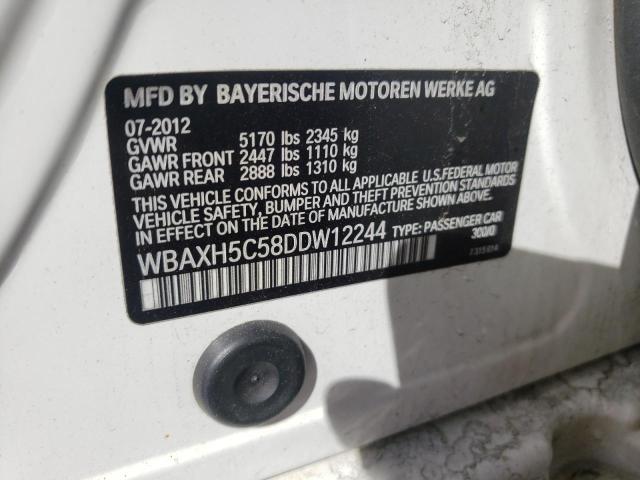 MFD BY BAYERISCHE MOTOREN WERKE AG
07-2012
GVWR 5170 lbs 2345 kg
GAWR FRONT 2447 lbs 1110 kg
GAWR REAR 2888 lbs 1310 kg
THIS VEHICLE CONFORMS TO ALL APPLICABLE U.S.FEDERAL MOTOR
VEHICLE SAFETY, BUMPER AND THEFT PREVENTION STANDARDS
IN EFFECT ON THE DATE OF MANUFACTURE SHOWN ABOVE.
WBAXH5C58DDW12244 TYPE: PASSENGER CAR
300/0